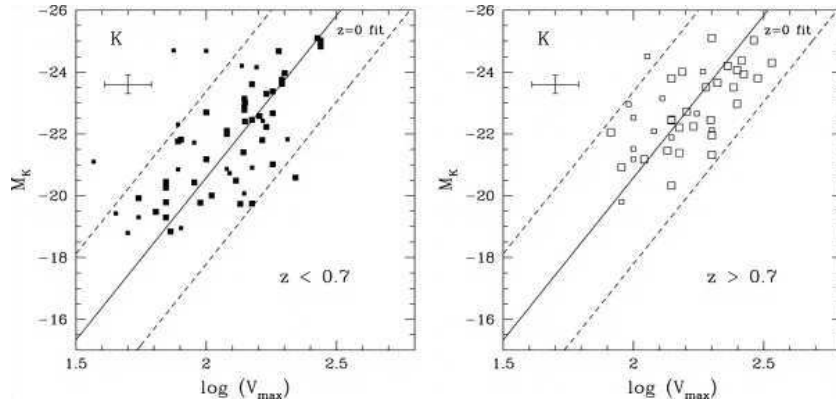 -26
-24
-22
-20
-18
-16
M_K
K
z=0 fit
z < 0.7
1.5
2
2.5
log (V_max)
-26
-24
-22
-20
-18
-16
M_K
K
z=0 fit
z > 0.7
1.5
2
2.5
log (V_max)